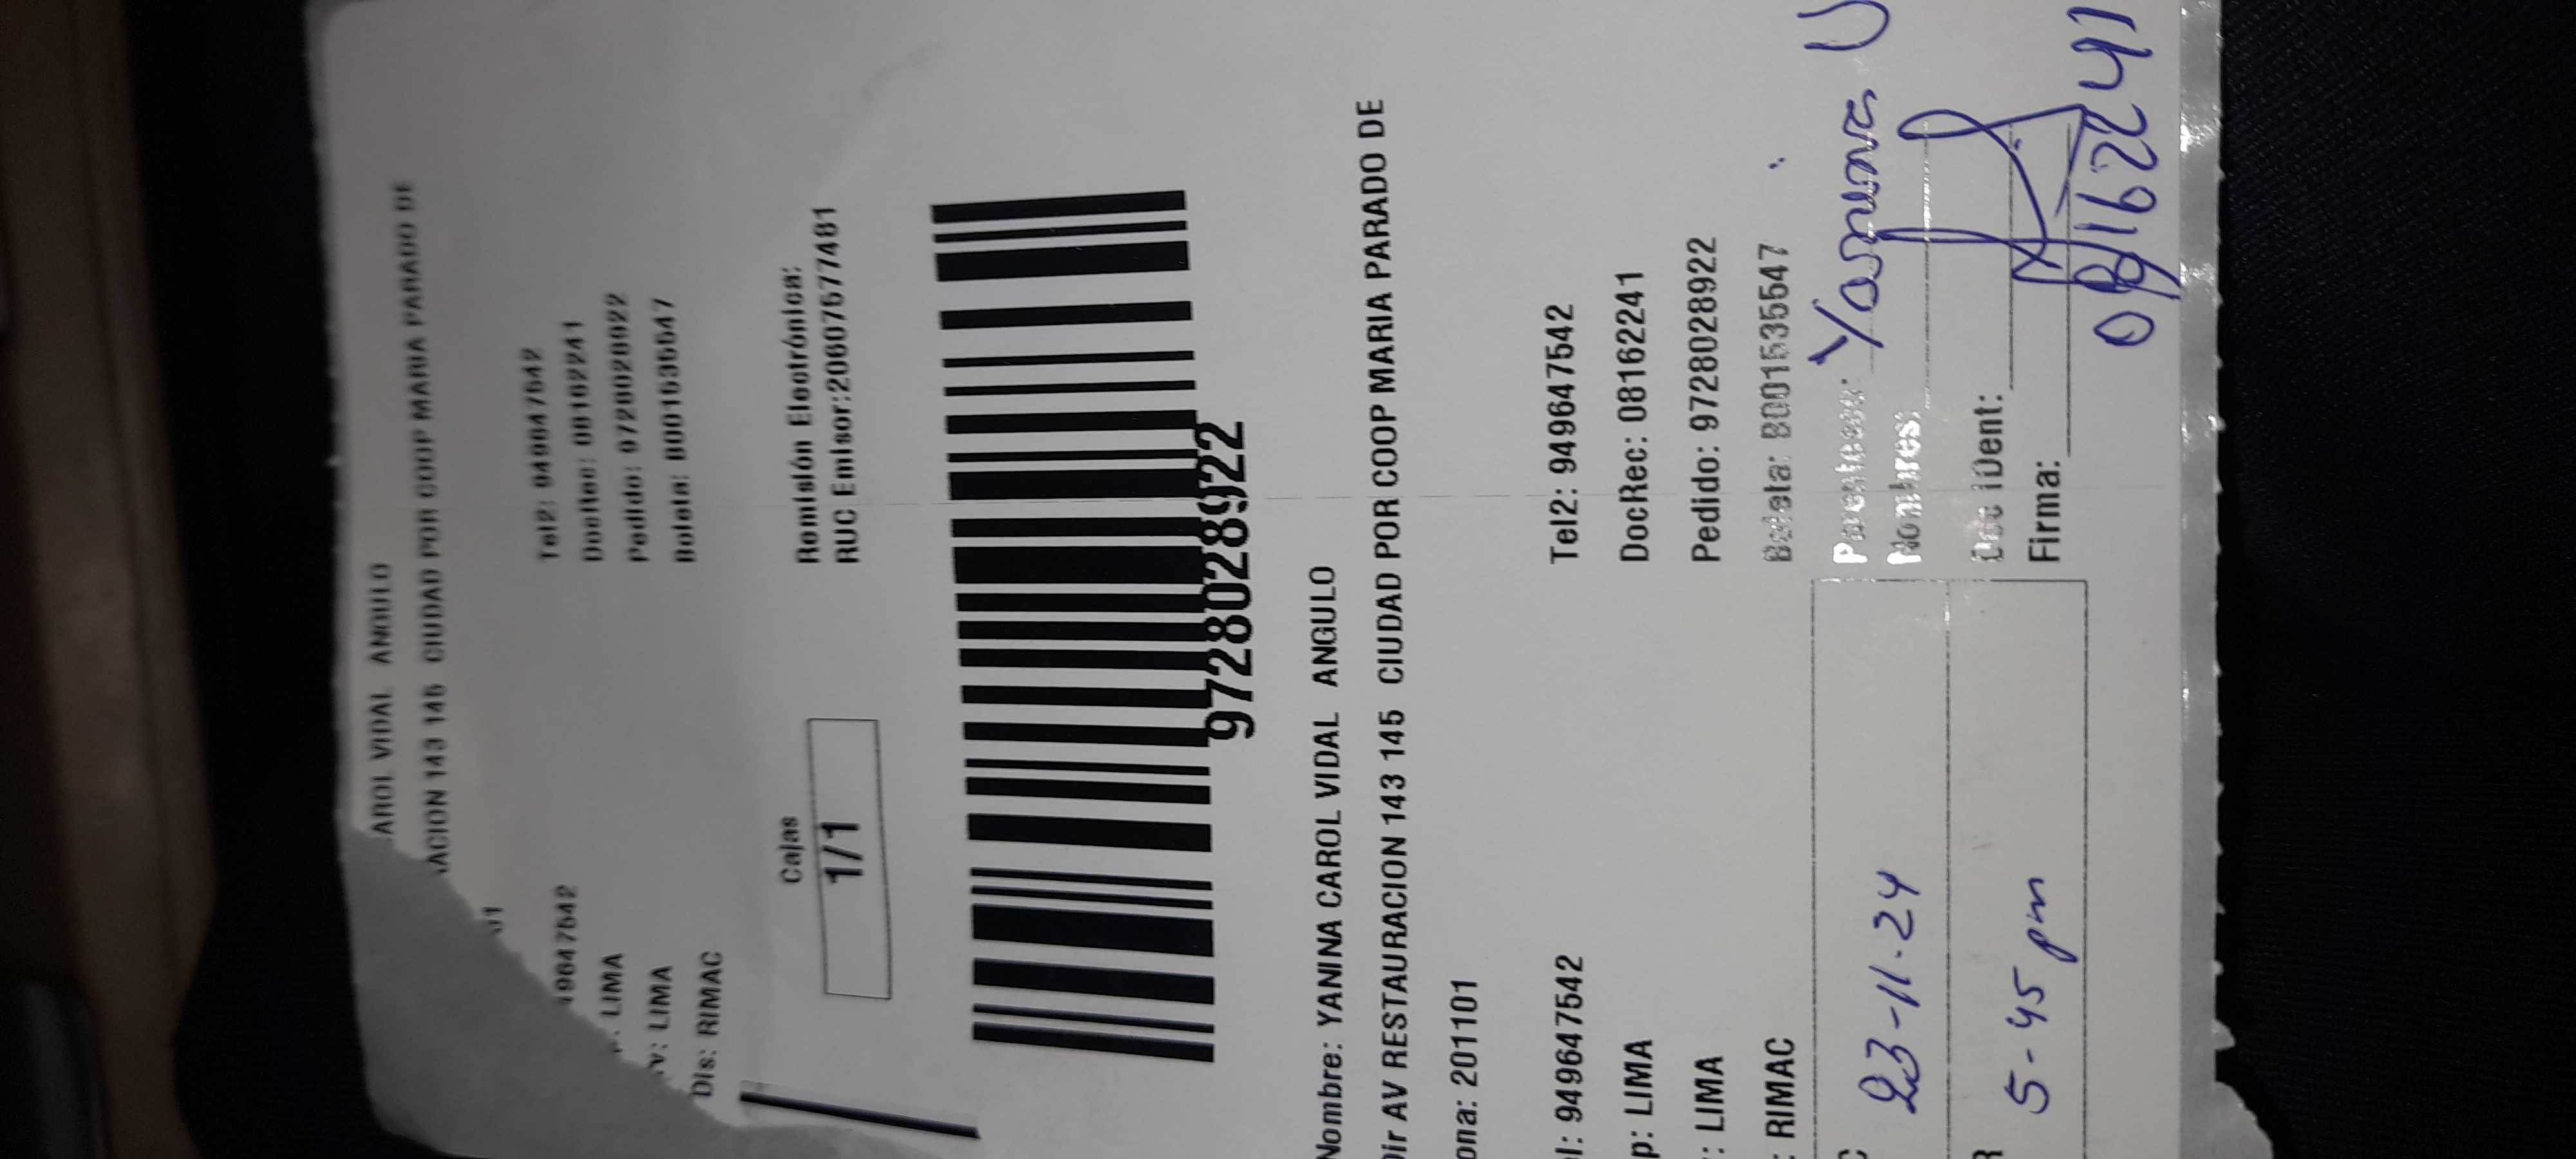 AROL VIDAL ANGULO
ACION 143 145 CIUDAD POR COOP MARIA PARADO DE
Tel2: 949647542
19647542
DocRec: 08162241
LIMA
Pedido: 9728028922
v: LIMA
Boleta: B001535547
Dis: RIMAC
Remisión Electrónica:
Cajas
RUC Emisor:20607577481
1/1
9728028922
Nombre: YANINA CAROL VIDAL ANGULO
Dir AV RESTAURACION 143 145 CIUDAD POR COOP MARIA PARADO DE
ona: 201101
l: 949647542 Tel2: 949647542
p: LIMA DocRec: 08162241
: LIMA Pedido: 9728028922
: RIMAC Boleta: B001535547
23-11-24 Parentesco:
Nombres:
5-45 pm Doc iDent:
Firma:
08162241